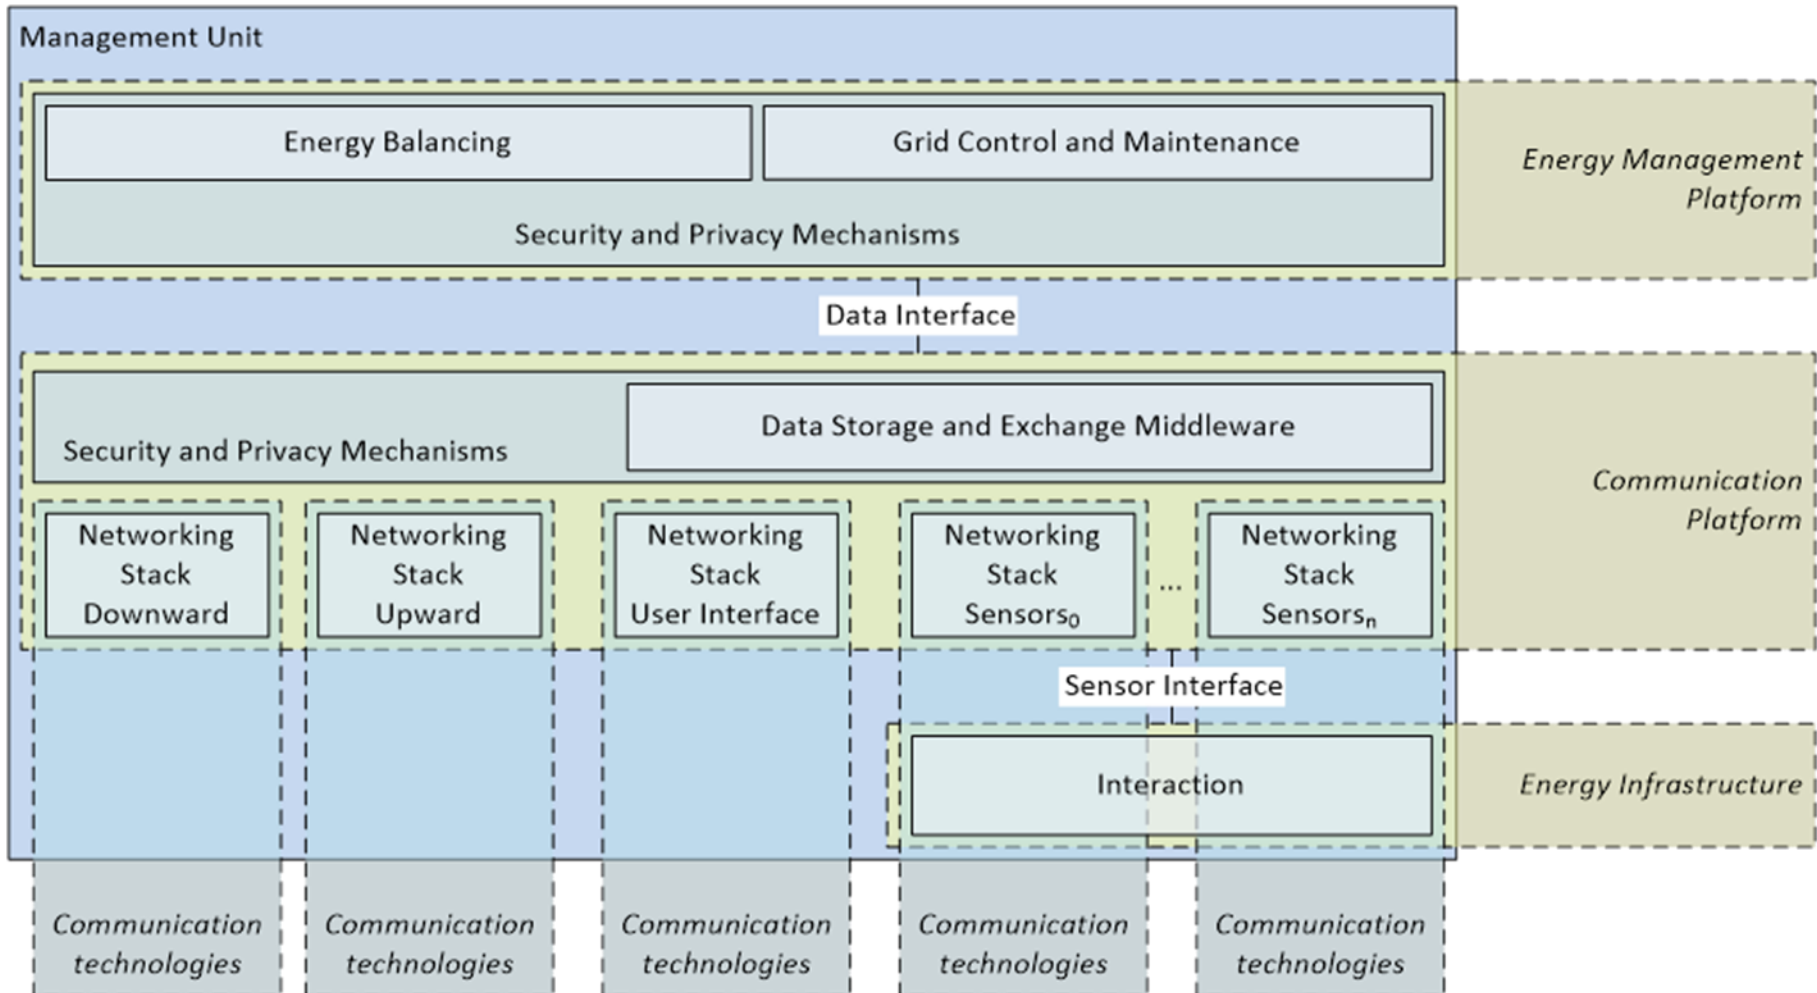 Management Unit
Energy Balancing
Grid Control and Maintenance
Security and Privacy Mechanisms
Energy Management
Platform
Data Interface
Security and Privacy Mechanisms
Data Storage and Exchange Middleware
Communication
Platform
Networking
Stack
Downward
Networking
Stack
Upward
Networking
Stack
User Interface
Networking
Stack
Sensors₀
...
Networking
Stack
Sensorsₙ
Sensor Interface
Interaction
Energy Infrastructure
Communication
technologies
Communication
technologies
Communication
technologies
Communication
technologies
Communication
technologies